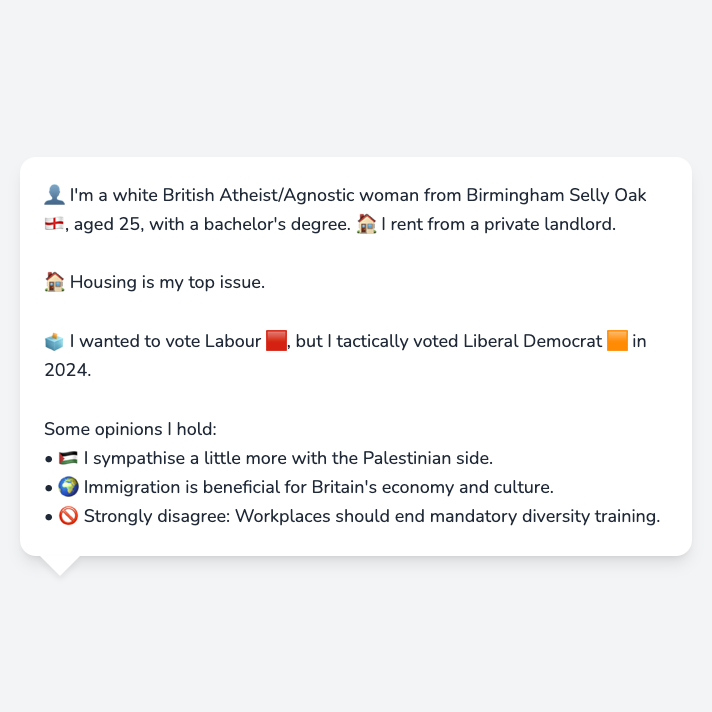 👤 I'm a white British Atheist/Agnostic woman from Birmingham Selly Oak
🏴󠁧󠁢󠁥󠁮󠁧󠁿, aged 25, with a bachelor's degree. 🏠 I rent from a private landlord.
🏠 Housing is my top issue.
🗳️ I wanted to vote Labour 🟥, but I tactically voted Liberal Democrat 🟧 in
2024.
Some opinions I hold:
• 🇵🇸 I sympathise a little more with the Palestinian side.
• 🌍 Immigration is beneficial for Britain's economy and culture.
• 🚫 Strongly disagree: Workplaces should end mandatory diversity training.